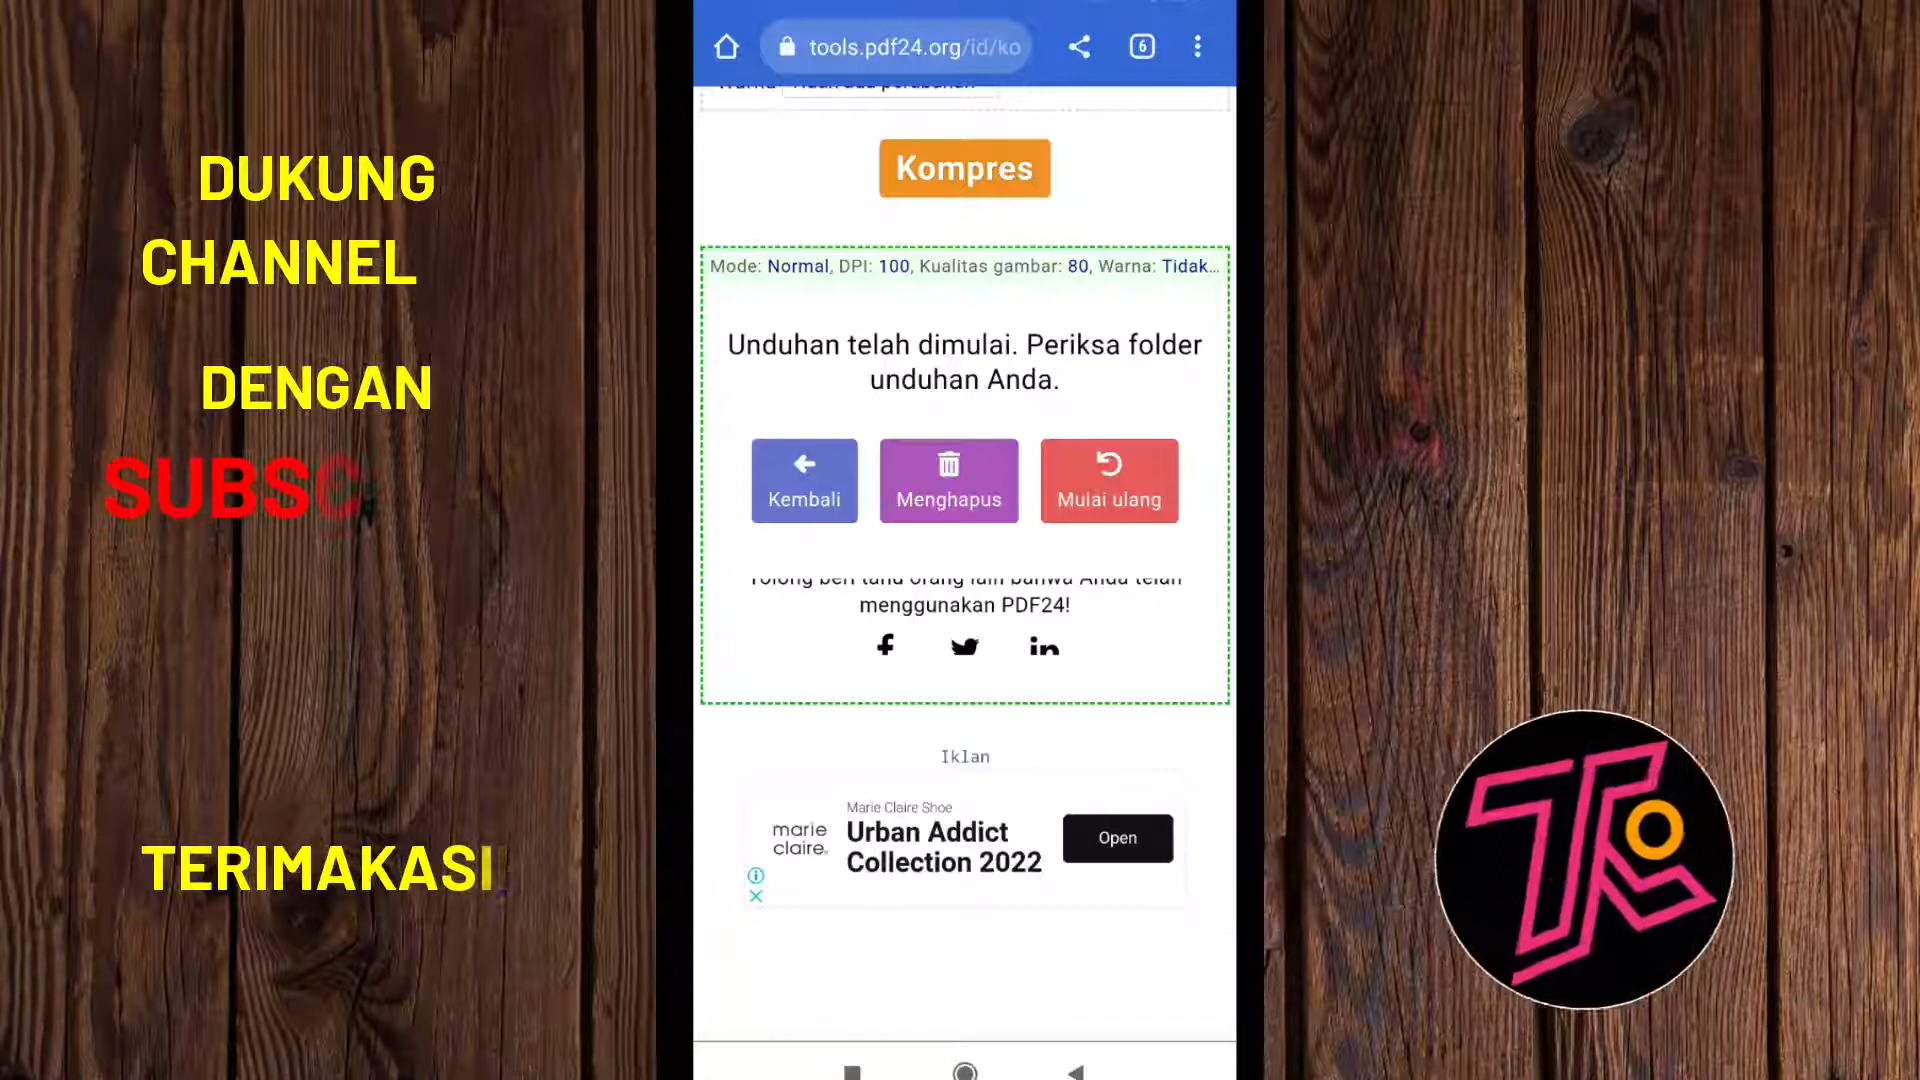 DUKUNG
CHANNEL
DENGAN
SUBSC
TERIMAKASI
tools.pdf24.org/id/ko
6
Warna
Kompres
Mode: Normal, DPI: 100, Kualitas gambar: 80, Warna: Tidak...
Unduhan telah dimulai. Periksa folder
unduhan Anda.
Kembali
Menghapus
Mulai ulang
Tolong beri tahu orang lain bahwa Anda telah
menggunakan PDF24!
Iklan
Marie Claire Shoe
marie
claire.
Urban Addict
Collection 2022
Open